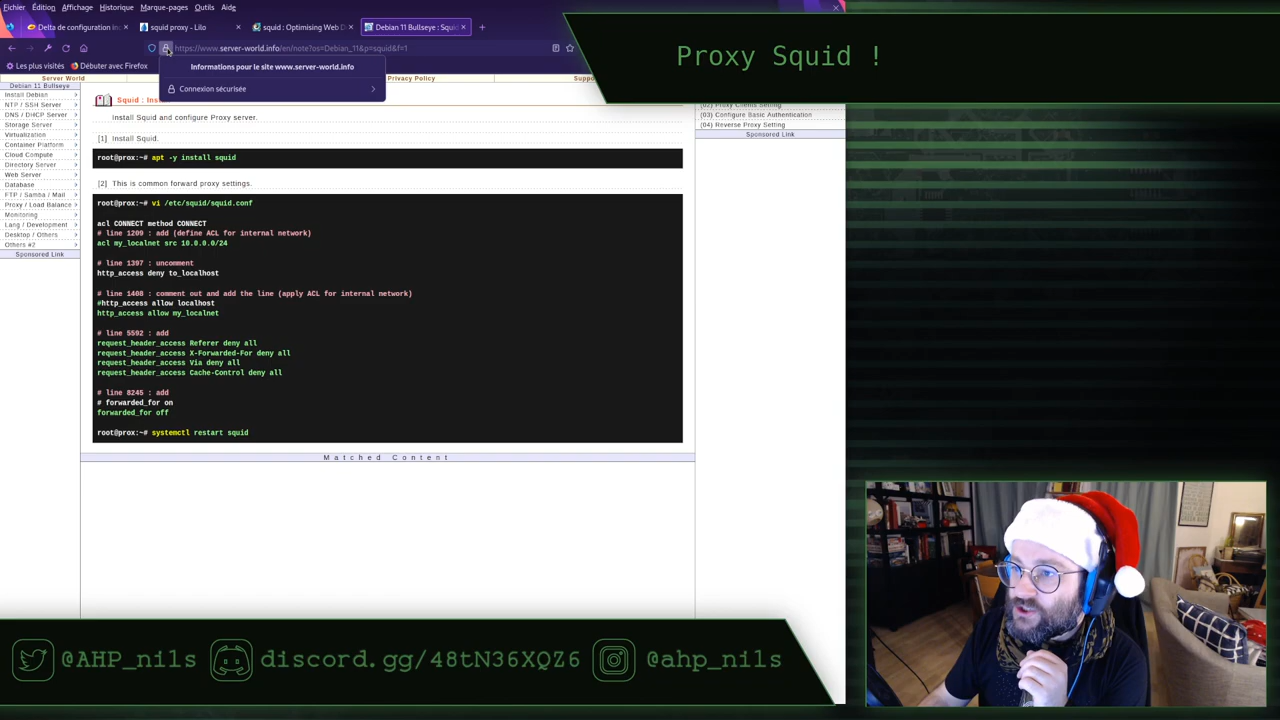 Fichier Édition Affichage Historique Marque-pages Outils Aide
Delta de configuration in
squid proxy - Lilo
squid : Optimising Web D
Debian 11 Bullseye : Squi
https://www.server-world.info/en/note?os=Debian_11&p=squid&f=1
Les plus visités
Débuter avec Firefox
Informations pour le site www.server-world.info
Connexion sécurisée
Proxy Squid !
Server World
Privacy Policy
Suppo
Debian 11 Bullseye
Install Debian
NTP / SSH Server
DNS / DHCP Server
Storage Server
Virtualization
Container Platform
Cloud Compute
Directory Server
Web Server
Database
FTP / Samba / Mail
Proxy / Load Balance
Monitoring
Lang / Development
Desktop / Others
Others #2
Sponsored Link
Squid : Inst
Install Squid and configure Proxy server.
[1] Install Squid.
root@prox:~# apt -y install squid
[2] This is common forward proxy settings.
root@prox:~# vi /etc/squid/squid.conf
acl CONNECT method CONNECT
# line 1209 : add (define ACL for internal network)
acl my_localnet src 10.0.0.0/24
# line 1397 : uncomment
http_access deny to_localhost
# line 1408 : comment out and add the line (apply ACL for internal network)
#http_access allow localhost
http_access allow my_localnet
# line 5592 : add
request_header_access Referer deny all
request_header_access X-Forwarded-For deny all
request_header_access Via deny all
request_header_access Cache-Control deny all
# line 8245 : add
# forwarded_for on
forwarded_for off
root@prox:~# systemctl restart squid
Matched Content
(02) Proxy Clients Setting
(03) Configure Basic Authentication
(04) Reverse Proxy Setting
Sponsored Link
@AHP_nils
discord.gg/48tN36XQZ6
@ahp_nils